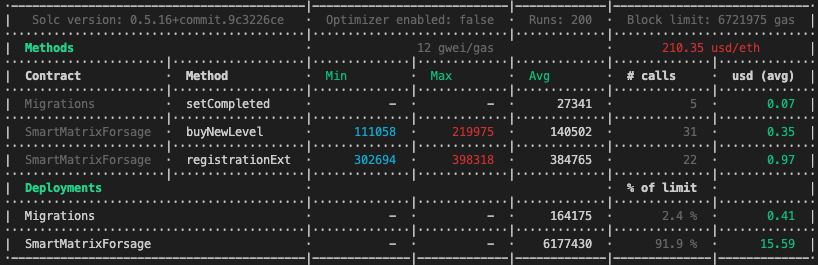 Solc version: 0.5.16+commit.9c3226ce Optimizer enabled: false Runs: 200 Block limit: 6721975 gas
Methods 12 gwei/gas 210.35 usd/eth
Contract Method Min Max Avg # calls usd (avg)
Migrations setCompleted - - 27341 5 0.07
SmartMatrixForsage buyNewLevel 111058 219975 140502 31 0.35
SmartMatrixForsage registrationExt 302694 398318 384765 22 0.97
Deployments % of limit
Migrations - - 164175 2.4 % 0.41
SmartMatrixForsage - - 6177430 91.9 % 15.59